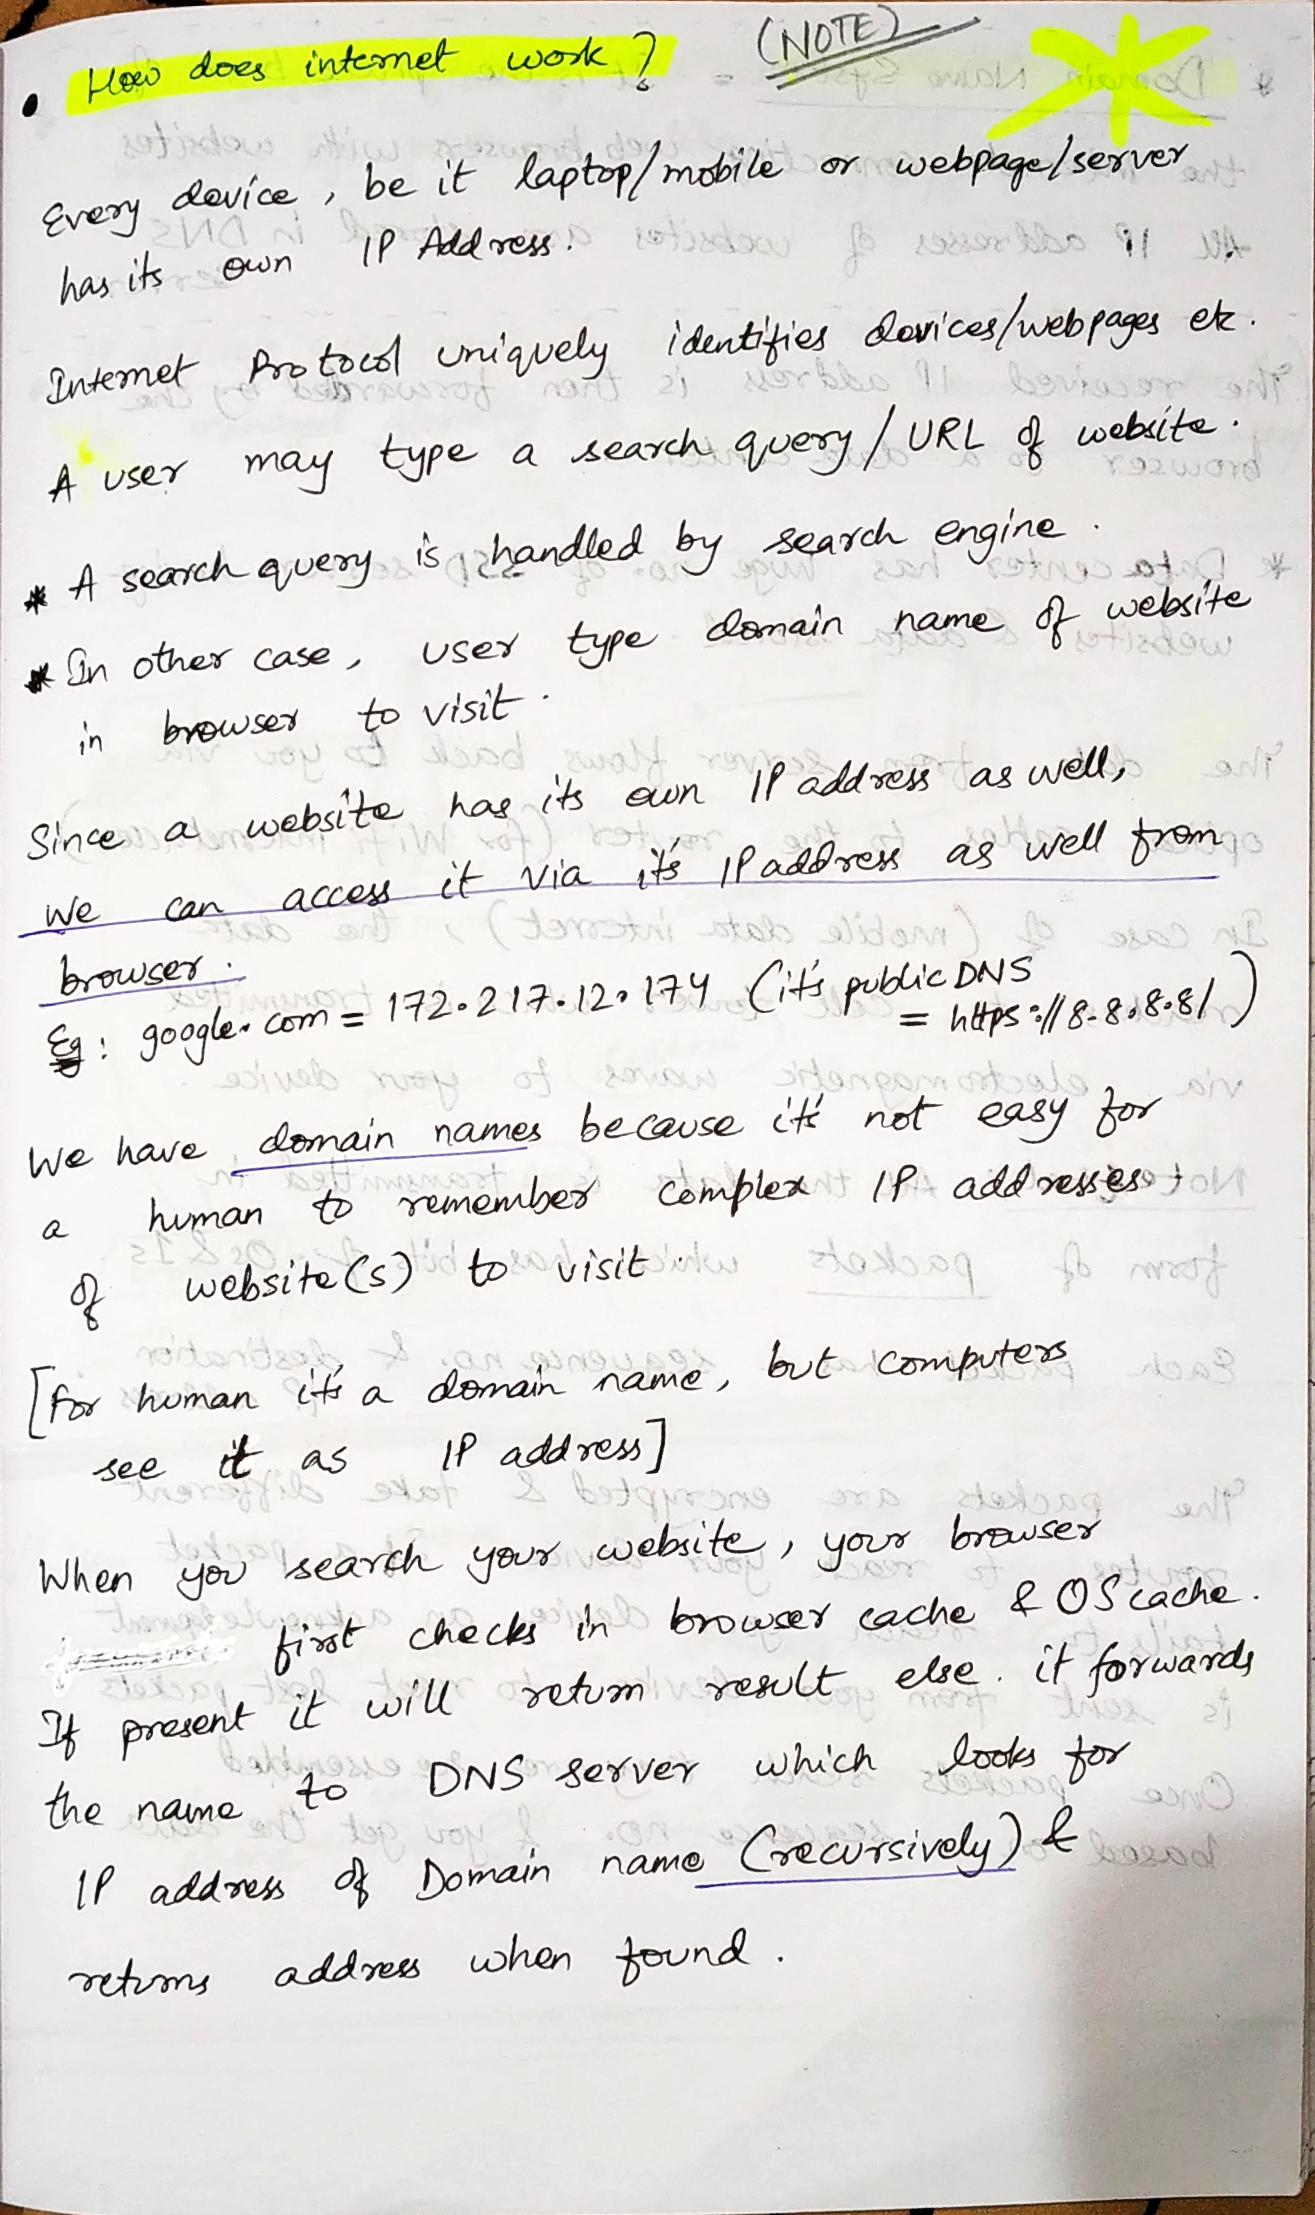 How does internet work? (NOTE)
Every device, be it laptop/mobile or webpage/server
has its own IP Address.
Internet Protocol uniquely identifies devices/webpages etc.
A user may type a search query/URL of website.
* A search query is handled by search engine.
* In other case, user type domain name of website
in browser to visit.
Since a website has its own IP address as well,
we can access it via it's IP address as well from
browser.
Eg: google.com = 172.217.12.174 (it's public DNS
= https://8.8.8.8/)
We have domain names because it's not easy for
a human to remember complex IP addresses
of website(s) to visit.
[For human it's a domain name, but computers
see it as IP address]
When you search your website, your browser
first checks in browser cache & OS cache.
If present it will return result else. it forwards
the name to DNS server which looks for
IP address of Domain name (recursively) &
returns address when found.